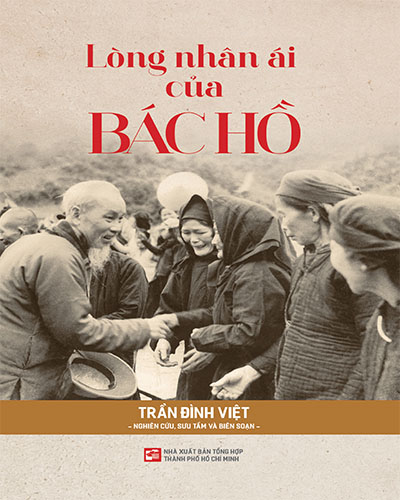 Lòng nhân ái
của
BÁC HỒ
TRẦN ĐÌNH VIỆT
- NGHIÊN CỨU, SƯU TẦM VÀ BIÊN SOẠN -
NHÀ XUẤT BẢN TỔNG HỢP
THÀNH PHỐ HỒ CHÍ MINH